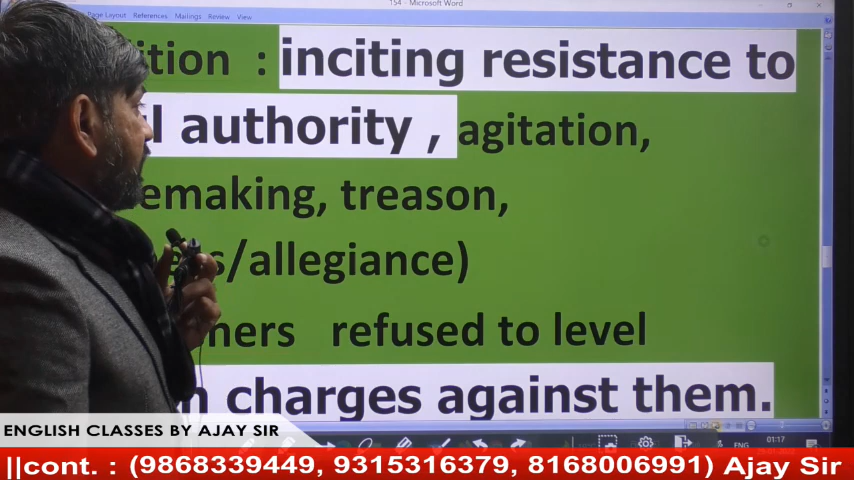 154 - Microsoft Word
Page Layout References Mailings Review View
ition : inciting resistance to
l authority , agitation,
emaking, treason,
/allegiance)
ners refused to level
n charges against them.
ENG
01:17
ENGLISH CLASSES BY AJAY SIR
||cont. : (9868339449, 9315316379, 8168006991) Ajay Sir